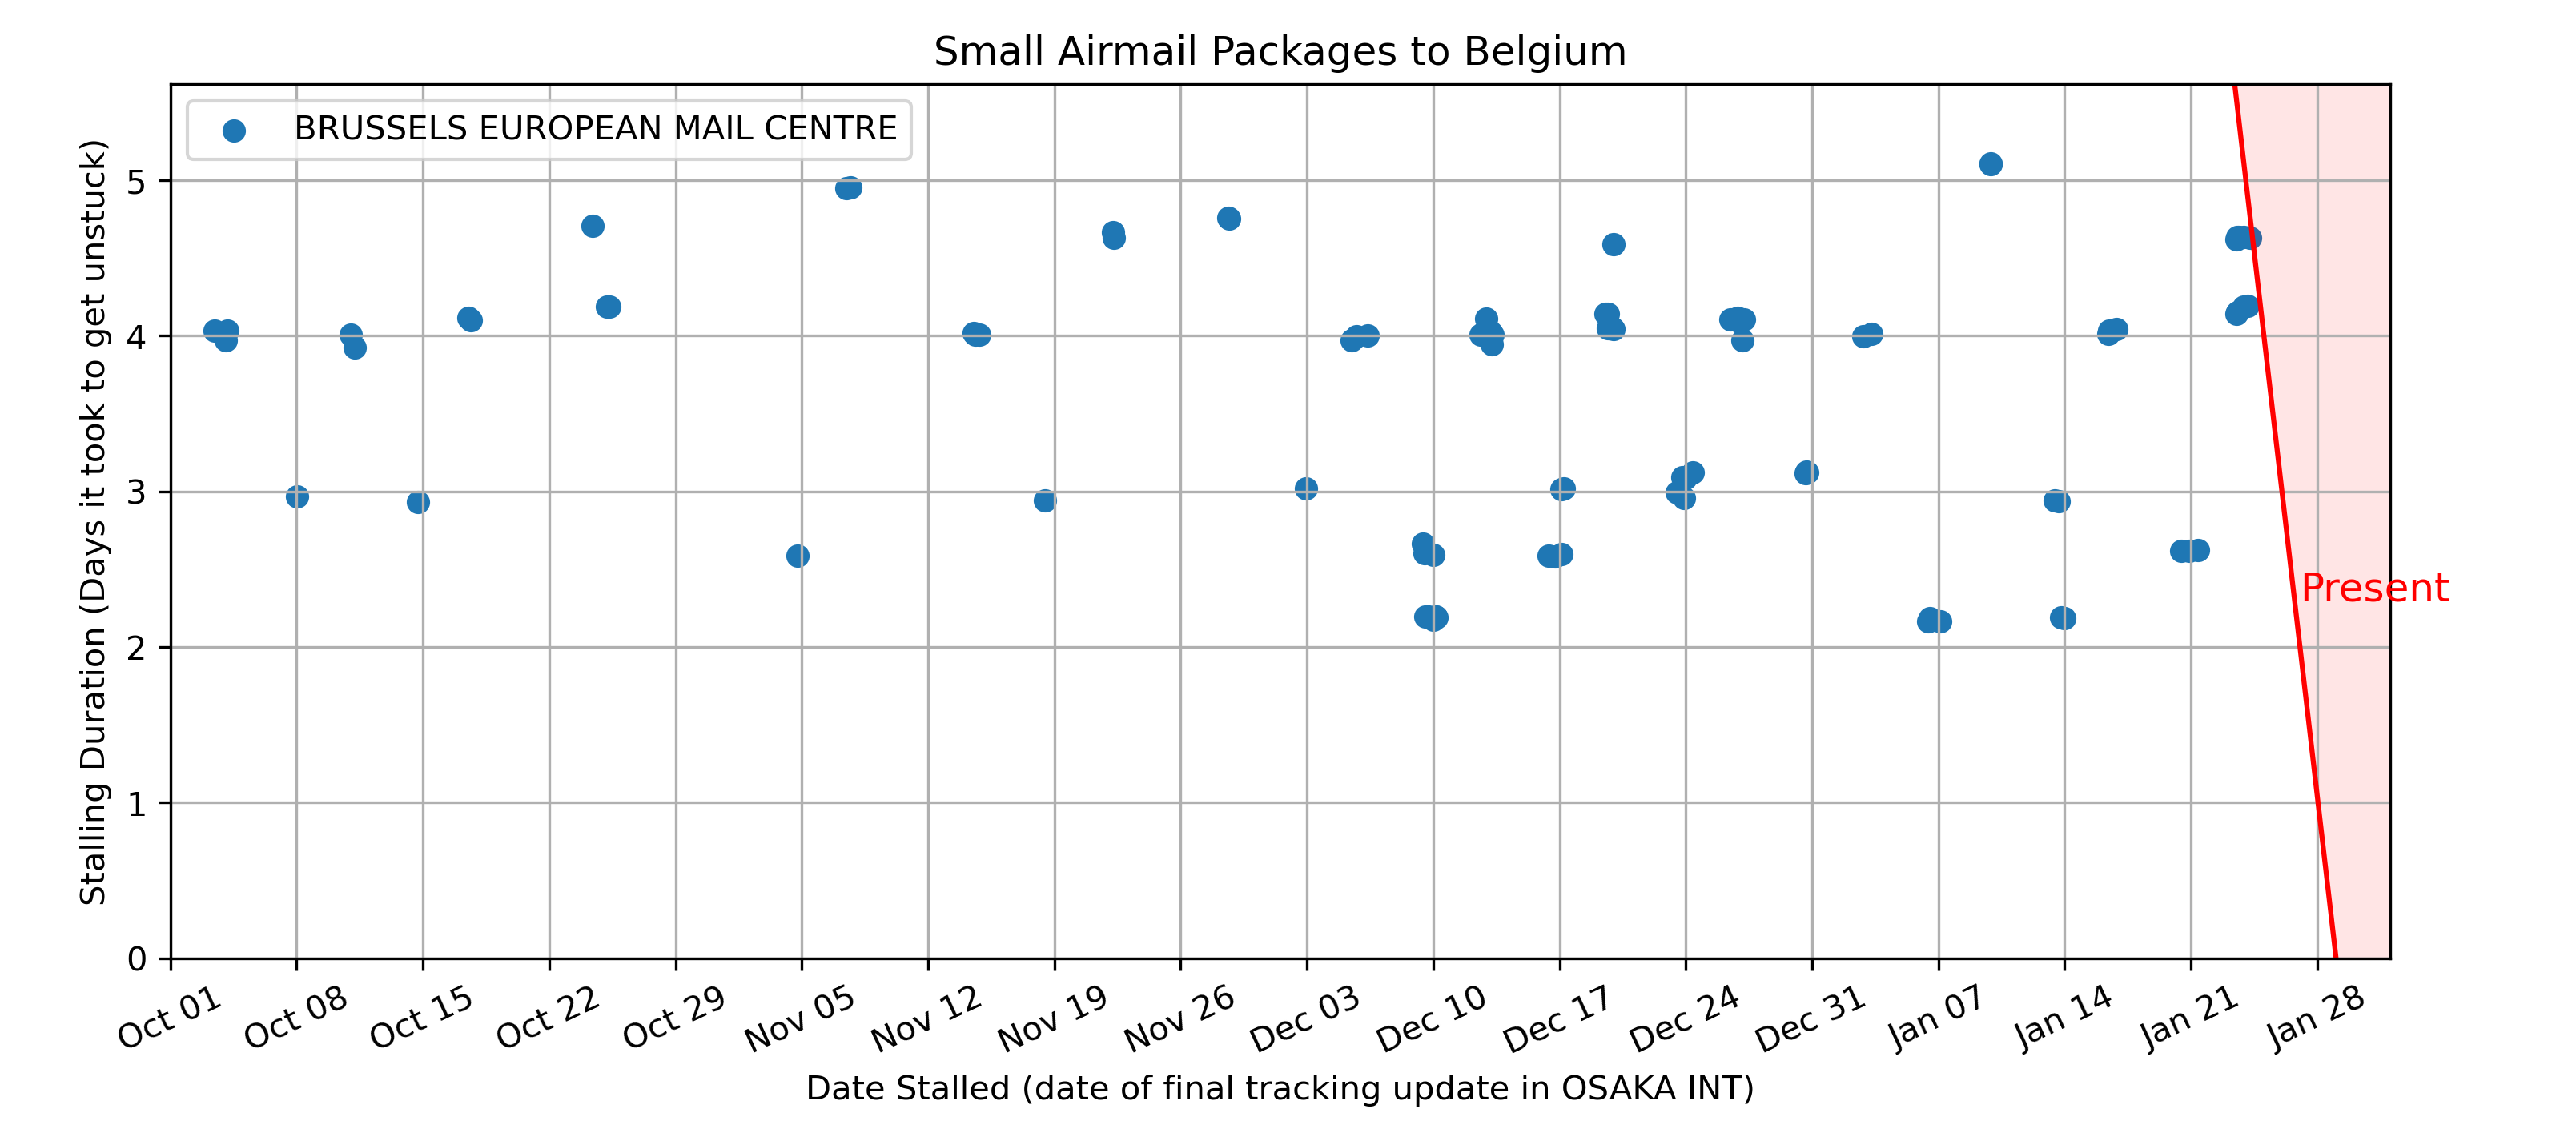 Small Airmail Packages to Belgium
BRUSSELS EUROPEAN MAIL CENTRE
Stalling Duration (Days it took to get unstuck)
5
4
3
2
1
0
Present
Oct 01
Oct 08
Oct 15
Oct 22
Oct 29
Nov 05
Nov 12
Nov 19
Nov 26
Dec 03
Dec 10
Dec 17
Dec 24
Dec 31
Jan 07
Jan 14
Jan 21
Jan 28
Date Stalled (date of final tracking update in OSAKA INT)